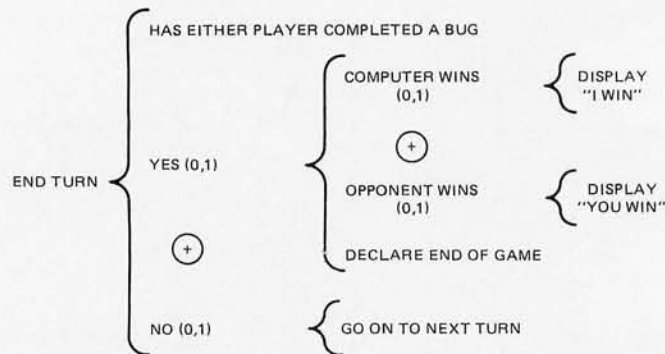 HAS EITHER PLAYER COMPLETED A BUG
COMPUTER WINS
(0,1)
DISPLAY
"I WIN"
+
YES (0,1)
END TURN
OPPONENT WINS
(0,1)
DISPLAY
"YOU WIN"
+
DECLARE END OF GAME
NO (0,1)
GO ON TO NEXT TURN